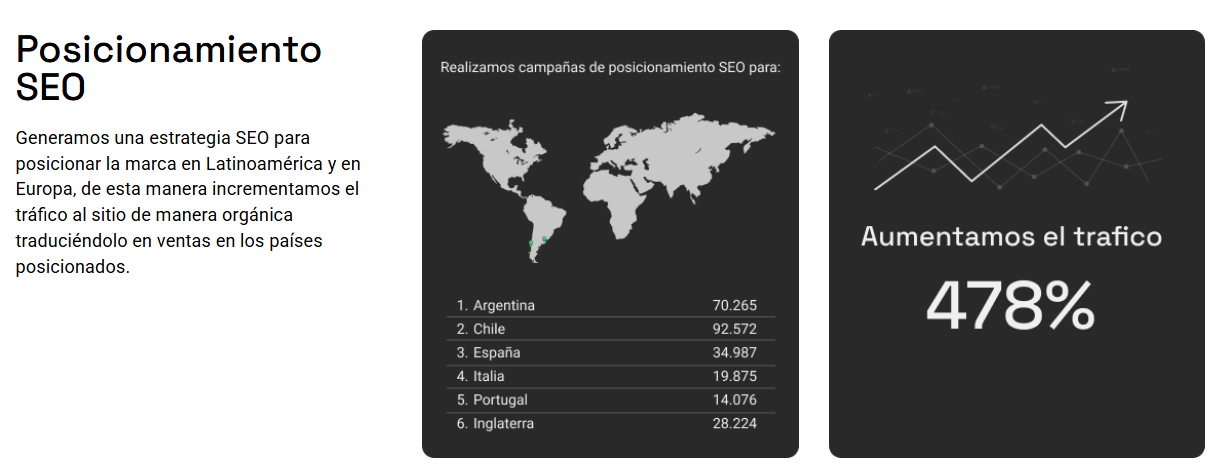 Posicionamiento
SEO
Generamos una estrategia SEO para
posicionar la marca en Latinoamérica y en
Europa, de esta manera incrementamos el
tráfico al sitio de manera orgánica
traduciéndolo en ventas en los países
posicionados.
Realizamos campañas de posicionamiento SEO para:
1. Argentina 70.265
2. Chile 92.572
3. España 34.987
4. Italia 19.875
5. Portugal 14.076
6. Inglaterra 28.224
Aumentamos el trafico
478%